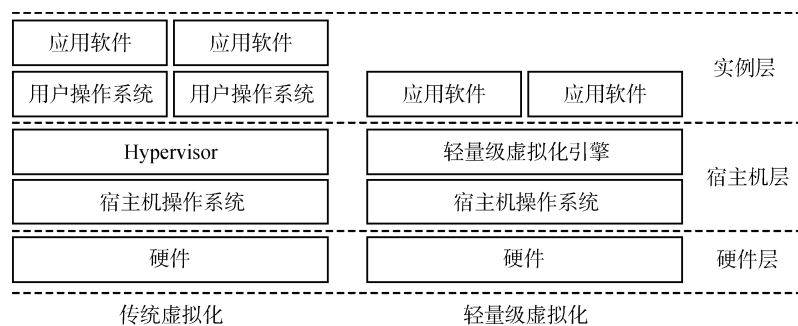 应用软件 应用软件
实例层
用户操作系统 用户操作系统 应用软件 应用软件
Hypervisor 轻量级虚拟化引擎
宿主机层
宿主机操作系统 宿主机操作系统
硬件 硬件 硬件层
传统虚拟化 轻量级虚拟化